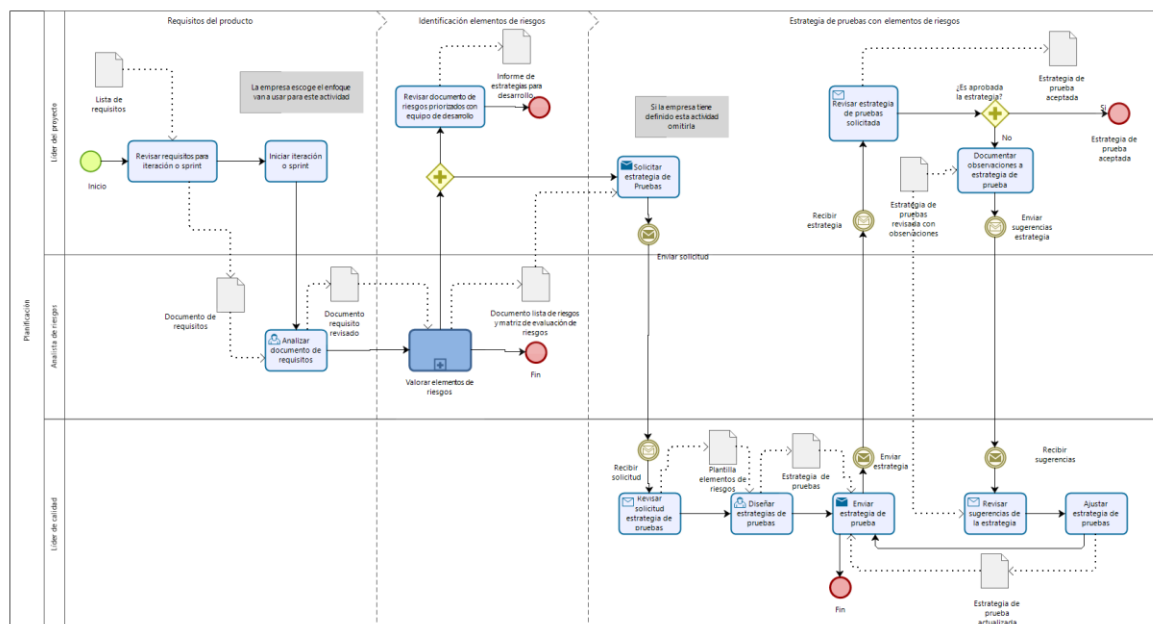 Requisitos del producto
Identificación elementos de riesgos
Estrategia de pruebas con elementos de riesgos
Planificación
Lider del proyecto
Lista de
requisitos
La empresa escoge el enfoque
van a usar para este actividad
Inicio
Revisar requisitos para
iteración o sprint
Iniciar iteración
o sprint
Revisar documento de
riesgos priorizados con
equipo de desarrollo
Informe de
estrategias para
desarrollo
Si la empresa tiene
definido esta actividad
omitirla
Solicitar
estrategia de
Pruebas
Enviar solicitud
Revisar estrategia
de pruebas
solicitada
Recibir
estrategia
¿Es aprobada
la estrategia?
Estrategia de
prueba
aceptada
Si
Estrategia de
prueba
aceptada
No
Documentar
observaciones a
estrategia de
prueba
Estrategia de
pruebas
revisada con
observaciones
Enviar
sugerencias
estrategia
Analista de riesgos
Documento de
requisitos
Documento
requisito
revisado
Analizar
documento de
requisitos
Valorar elementos de
riesgos
Documento lista de riesgos
y matriz de evaluación de
riesgos
Fin
Lider de calidad
Recibir
solicitud
Revisar
solicitud
estrategia de
pruebas
Plantilla
elementos de
riesgos
Diseñar
estrategias de
pruebas
Estrategia de
pruebas
Enviar
estrategia
Enviar
estrategia de
prueba
Fin
Recibir
sugerencias
Revisar
sugerencias de
la estrategia
Ajustar
estrategia de
pruebas
Estrategia de
prueba
actualizada